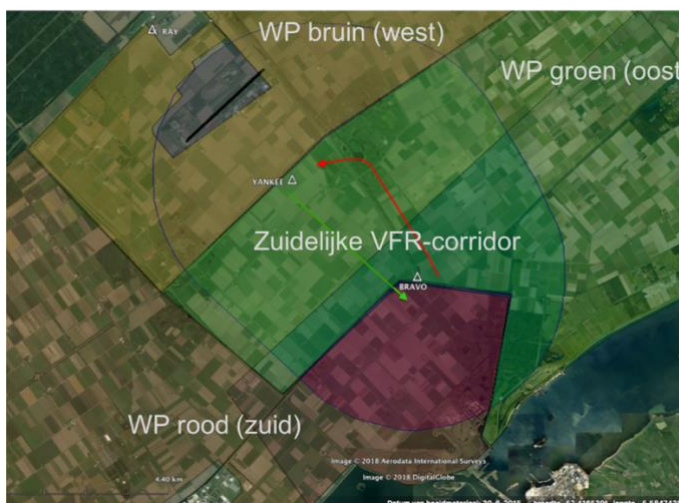 WP bruin (west)
RAY
WP groen (oost
YANKEE
Zuidelijke VFR-corridor
BRAVO
WP rood (zuid)
Image © 2018 Aerodata International Surveys
4.40 km
Image © 2018 DigitalGlobe